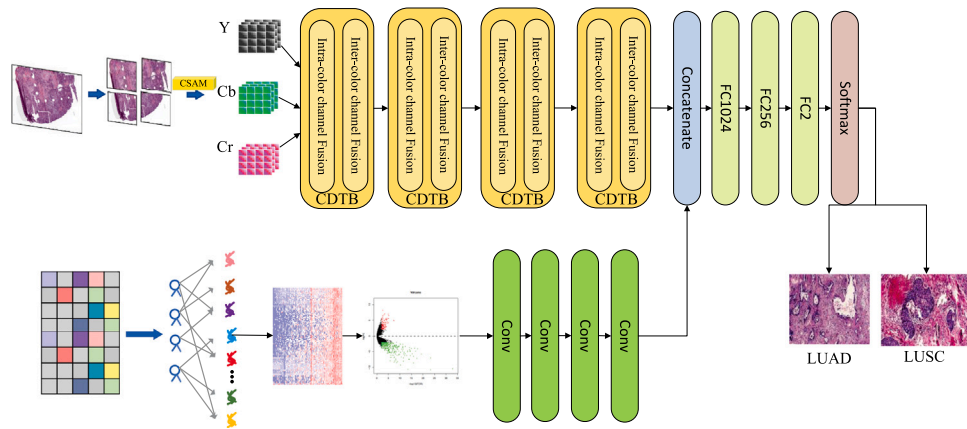 Y
CSAM
Cb
Cr
Intra-color channel Fusion
Inter-color channel Fusion
CDTB
Intra-color channel Fusion
Inter-color channel Fusion
CDTB
Intra-color channel Fusion
Inter-color channel Fusion
CDTB
Intra-color channel Fusion
Inter-color channel Fusion
CDTB
Concatenate
FC1024
FC256
FC2
Softmax
Conv
Conv
Conv
Conv
LUAD
LUSC